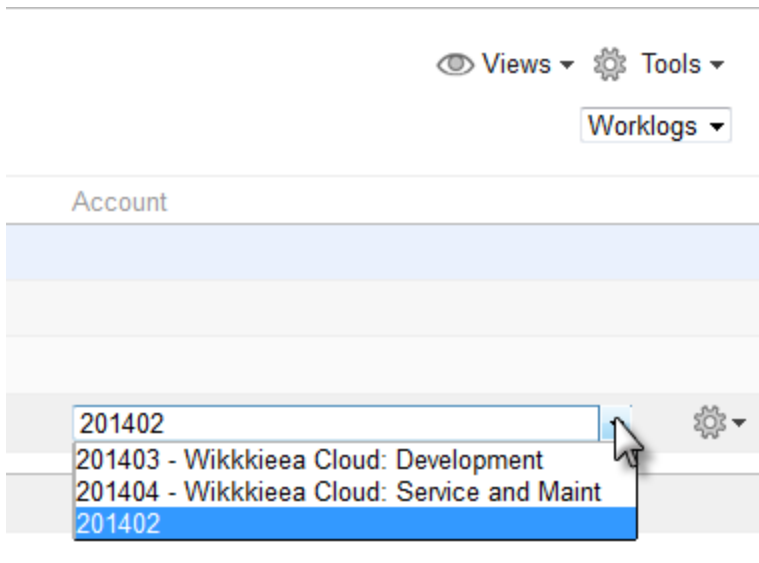 Views Tools
Worklogs
Account
201402
201403 - Wikkkieea Cloud: Development
201404 - Wikkkieea Cloud: Service and Maint
201402